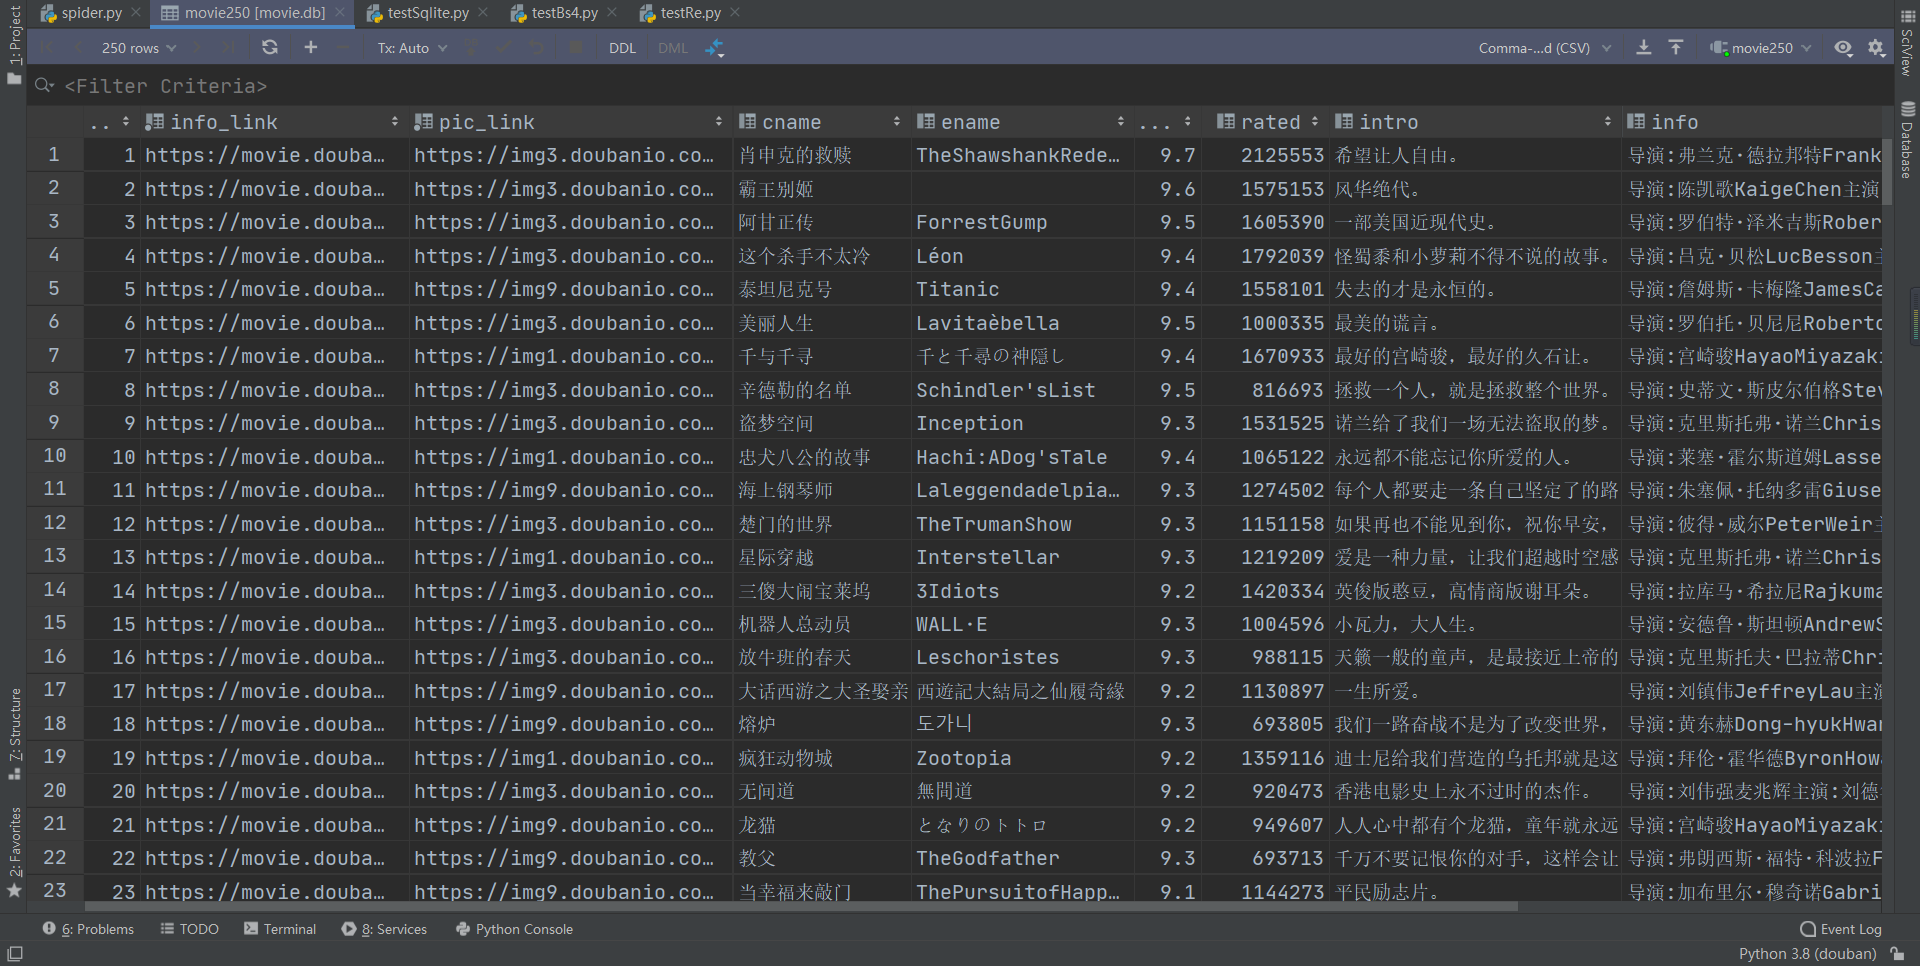 spider.py movie250 [movie.db] testSqlite.py testBs4.py testRe.py
250 rows Tx: Auto DDL DML Comma-...d (CSV) movie250
<Filter Criteria>
.. info_link pic_link cname ename ... rated intro info
1 1 https://movie.douba... https://img3.doubanio.co... 肖申克的救赎 TheShawshankRede... 9.7 2125553 希望让人自由。 导演:弗兰克·德拉邦特Frank
2 2 https://movie.douba... https://img3.doubanio.co... 霸王别姬 9.6 1575153 风华绝代。 导演:陈凯歌KaigeChen主演
3 3 https://movie.douba... https://img3.doubanio.co... 阿甘正传 ForrestGump 9.5 1605390 一部美国近现代史。 导演:罗伯特·泽米吉斯Rober
4 4 https://movie.douba... https://img3.doubanio.co... 这个杀手不太冷 Léon 9.4 1792039 怪蜀黍和小萝莉不得不说的故事。 导演:吕克·贝松LucBesson主
5 5 https://movie.douba... https://img9.doubanio.co... 泰坦尼克号 Titanic 9.4 1558101 失去的才是永恒的。 导演:詹姆斯·卡梅隆JamesCa
6 6 https://movie.douba... https://img3.doubanio.co... 美丽人生 Lavitaèbella 9.5 1000335 最美的谎言。 导演:罗伯托·贝尼尼Roberto
7 7 https://movie.douba... https://img1.doubanio.co... 千与千寻 千と千尋の神隠し 9.4 1670933 最好的宫崎骏，最好的久石让。 导演:宫崎骏HayaoMiyazaki
8 8 https://movie.douba... https://img3.doubanio.co... 辛德勒的名单 Schindler'sList 9.5 816693 拯救一个人，就是拯救整个世界。 导演:史蒂文·斯皮尔伯格Stev
9 9 https://movie.douba... https://img3.doubanio.co... 盗梦空间 Inception 9.3 1531525 诺兰给了我们一场无法盗取的梦。 导演:克里斯托弗·诺兰Chris
10 10 https://movie.douba... https://img1.doubanio.co... 忠犬八公的故事 Hachi:ADog'sTale 9.4 1065122 永远都不能忘记你所爱的人。 导演:莱塞·霍尔斯道姆Lasse
11 11 https://movie.douba... https://img9.doubanio.co... 海上钢琴师 Laleggendadelpia... 9.3 1274502 每个人都要走一条自己坚定了的路 导演:朱塞佩·托纳多雷Giuse
12 12 https://movie.douba... https://img3.doubanio.co... 楚门的世界 TheTrumanShow 9.3 1151158 如果再也不能见到你，祝你早安， 导演:彼得·威尔PeterWeir主
13 13 https://movie.douba... https://img1.doubanio.co... 星际穿越 Interstellar 9.3 1219209 爱是一种力量，让我们超越时空感 导演:克里斯托弗·诺兰Chris
14 14 https://movie.douba... https://img3.doubanio.co... 三傻大闹宝莱坞 3Idiots 9.2 1420334 英俊版憨豆，高情商版谢耳朵。 导演:拉库马·希拉尼Rajkuma
15 15 https://movie.douba... https://img3.doubanio.co... 机器人总动员 WALL·E 9.3 1004596 小瓦力，大人生。 导演:安德鲁·斯坦顿AndrewS
16 16 https://movie.douba... https://img3.doubanio.co... 放牛班的春天 Leschoristes 9.3 988115 天籁一般的童声，是最接近上帝的 导演:克里斯托夫·巴拉蒂Chri
17 17 https://movie.douba... https://img9.doubanio.co... 大话西游之大圣娶亲 西遊記大結局之仙履奇緣 9.2 1130897 一生所爱。 导演:刘镇伟JeffreyLau主演
18 18 https://movie.douba... https://img9.doubanio.co... 熔炉 도가니 9.3 693805 我们一路奋战不是为了改变世界， 导演:黄东赫Dong-hyukHwan
19 19 https://movie.douba... https://img1.doubanio.co... 疯狂动物城 Zootopia 9.2 1359116 迪士尼给我们营造的乌托邦就是这 导演:拜伦·霍华德ByronHowa
20 20 https://movie.douba... https://img3.doubanio.co... 无间道 無間道 9.2 920473 香港电影史上永不过时的杰作。 导演:刘伟强麦兆辉主演:刘德
21 21 https://movie.douba... https://img9.doubanio.co... 龙猫 となりのトトロ 9.2 949607 人人心中都有个龙猫，童年就永远 导演:宫崎骏HayaoMiyazaki
22 22 https://movie.douba... https://img9.doubanio.co... 教父 TheGodfather 9.3 693713 千万不要记恨你的对手，这样会让 导演:弗朗西斯·福特·科波拉F
23 23 https://movie.douba... https://img9.doubanio.co... 当幸福来敲门 ThePursuitofHapp... 9.1 1144273 平民励志片。 导演:加布里尔·穆奇诺Gabri
1: Project
7: Structure
2: Favorites
SciView
Database
6: Problems TODO Terminal 8: Services Python Console Event Log
Python 3.8 (douban)